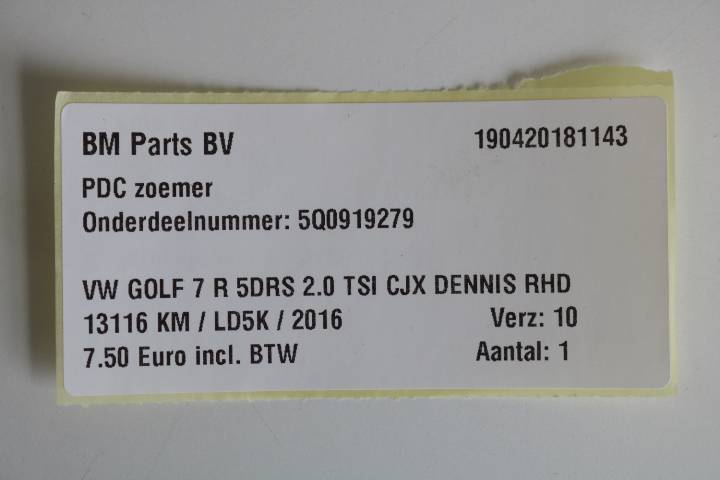 BM Parts BV 190420181143
PDC zoemer
Onderdeelnummer: 5Q0919279
VW GOLF 7 R 5DRS 2.0 TSI CJX DENNIS RHD
13116 KM / LD5K / 2016 Verz: 10
7.50 Euro incl. BTW Aantal: 1